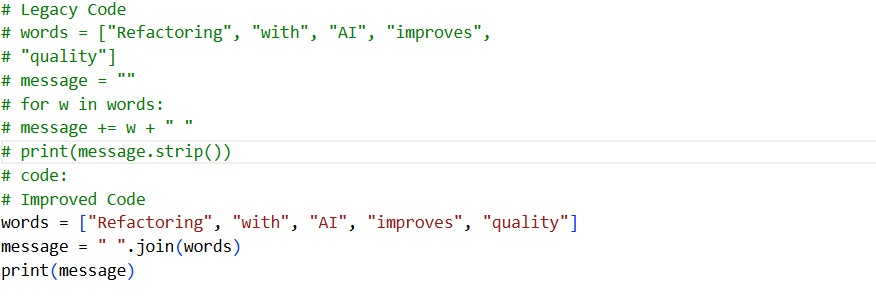 # Legacy Code
# words = ["Refactoring", "with", "AI", "improves",
# "quality"]
# message = ""
# for w in words:
# message += w + " "
# print(message.strip())
# code:
# Improved Code
words = ["Refactoring", "with", "AI", "improves", "quality"]
message = " ".join(words)
print(message)